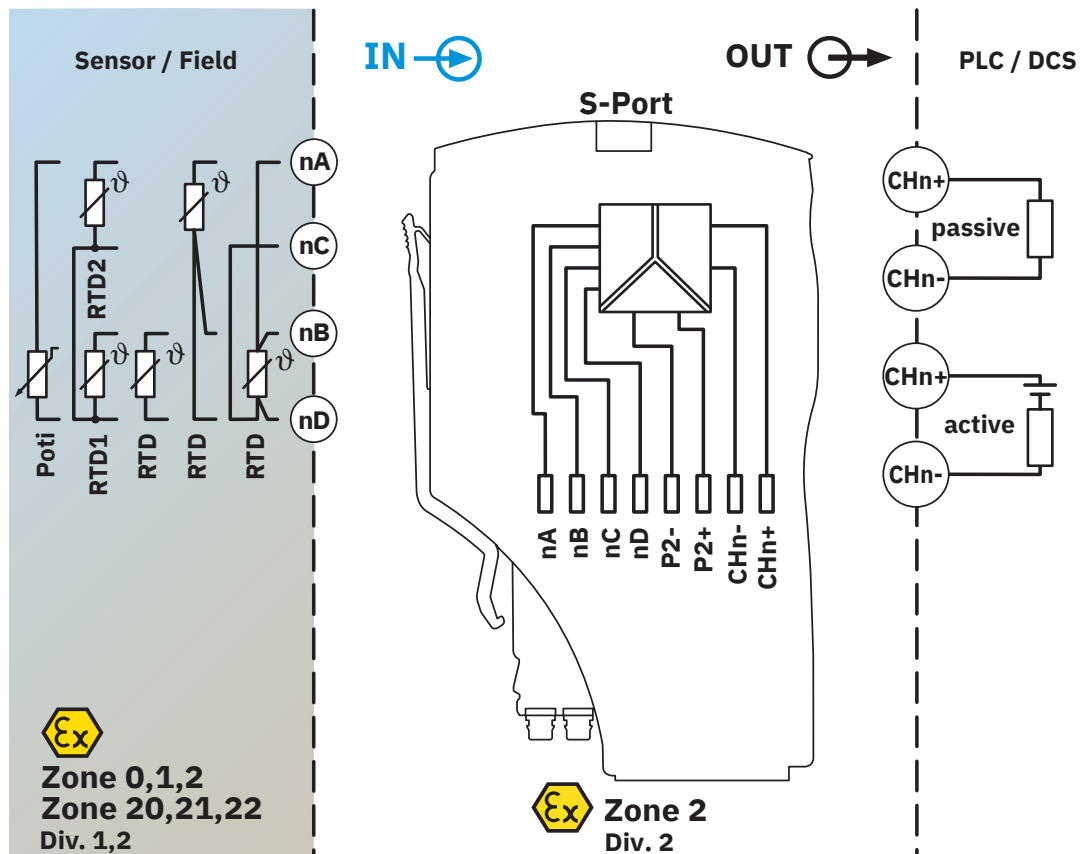 Sensor / Field
IN
OUT
PLC / DCS
S-Port
nA
nC
nB
nD
ϑ
ϑ
ϑ
ϑ
ϑ
RTD2
Poti
RTD1
RTD
RTD
RTD
nA
nB
nC
nD
P2-
P2+
CHn-
CHn+
CHn+
passive
CHn-
CHn+
active
CHn-
Ex
Zone 0,1,2
Zone 20,21,22
Div. 1,2
Ex
Zone 2
Div. 2